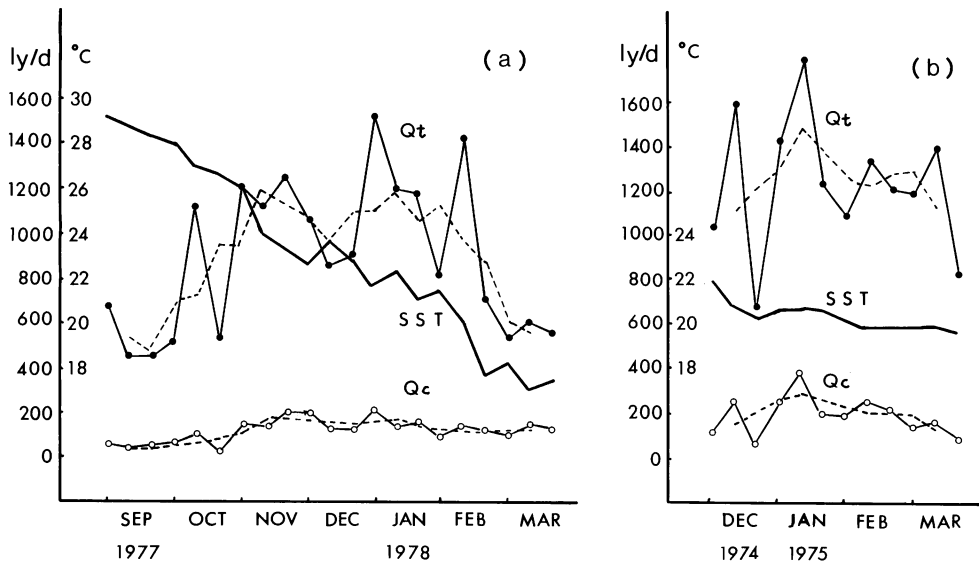 ly/d °C (a)
1600 30
1400 28
1200 26
1000 24
800 22
600 20
400 18
200
0
Qt
SST
Qc
SEP OCT NOV DEC JAN FEB MAR
1977 1978
ly/d °C (b)
1600
1400
1200
1000 24
800 22
600 20
400 18
200
0
Qt
SST
Qc
DEC JAN FEB MAR
1974 1975